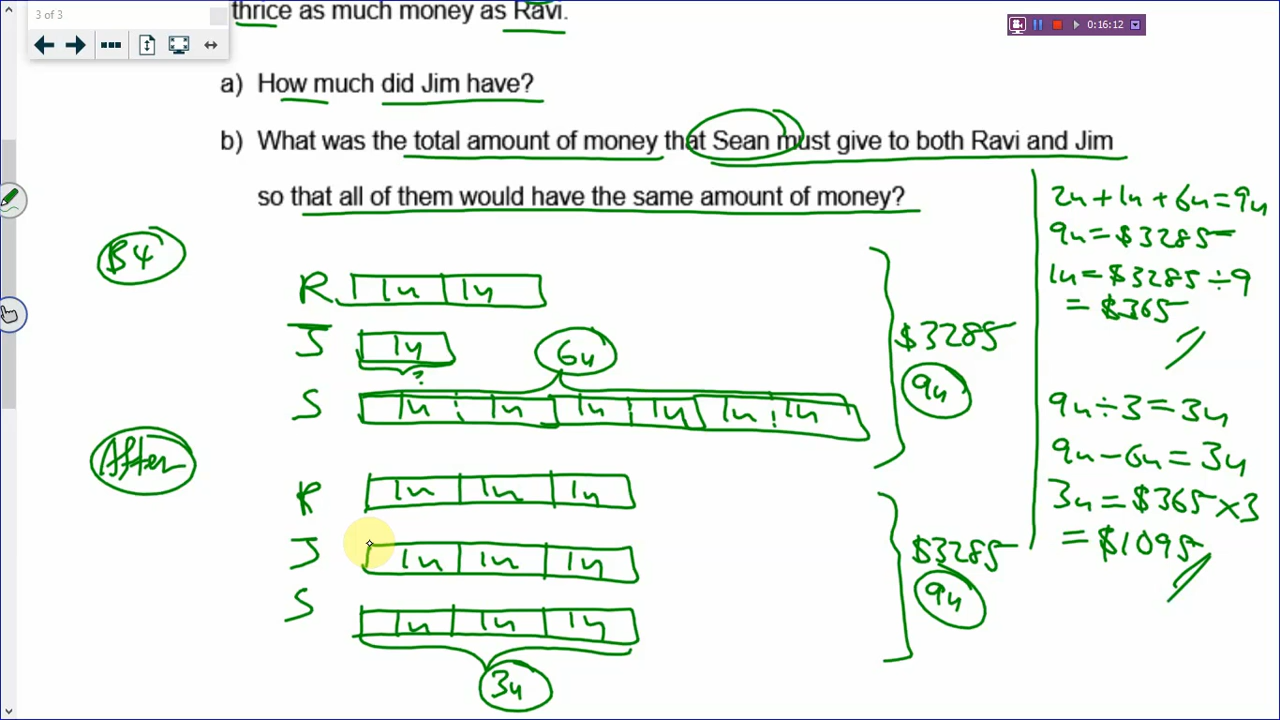 3 of 3
0:16:12
thrice as much money as Ravi.
a) How much did Jim have?
b) What was the total amount of money that Sean must give to both Ravi and Jim
so that all of them would have the same amount of money?
B4
R 1u 1u
J 1u
?
6u
S 1u 1u 1u 1u 1u 1u
$3285
9u
After
R 1u 1u 1u
J 1u 1u 1u
S 1u 1u 1u
3u
$3285
9u
2u + 1u + 6u = 9u
9u = $3285
1u = $3285 ÷ 9
= $365
9u ÷ 3 = 3u
9u - 6u = 3u
3u = $365 × 3
= $1095